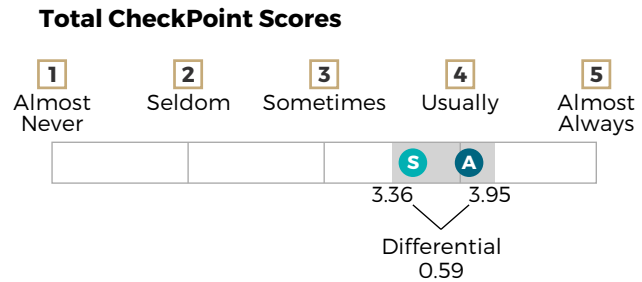 Total CheckPoint Scores
1 2 3 4 5
Almost Never Seldom Sometimes Usually Almost Always
S A
3.36 3.95
Differential
0.59